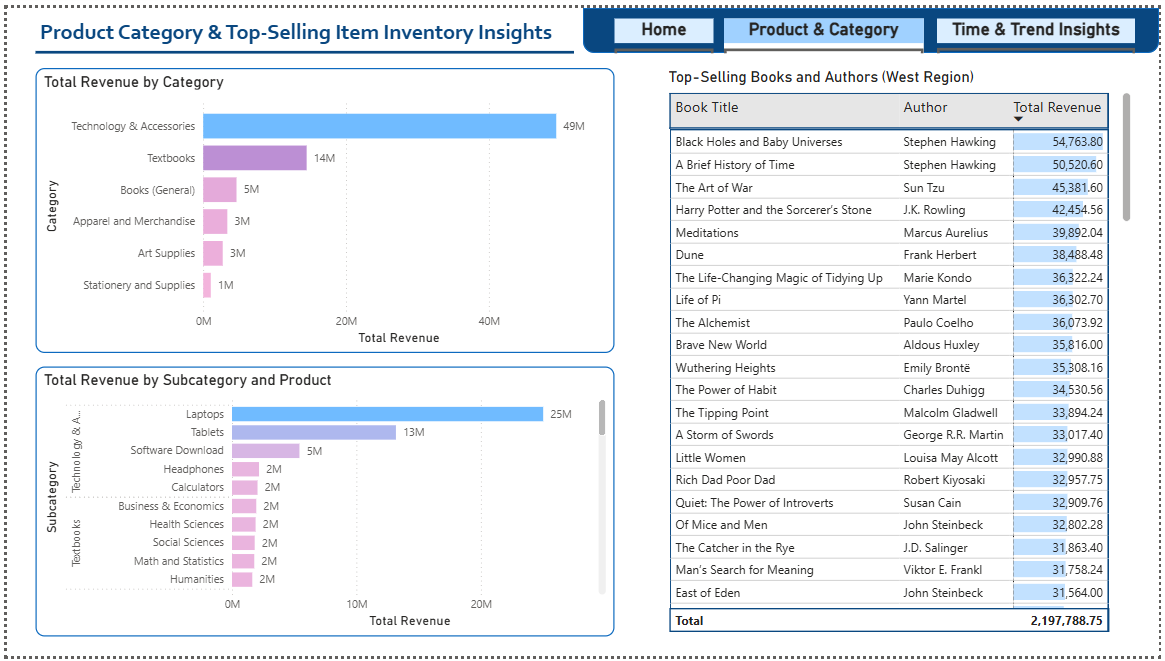 Product Category & Top-Selling Item Inventory Insights
Home
Product & Category
Time & Trend Insights
Total Revenue by Category
Category
Technology & Accessories 49M
Textbooks 14M
Books (General) 5M
Apparel and Merchandise 3M
Art Supplies 3M
Stationery and Supplies 1M
0M 20M 40M
Total Revenue
Total Revenue by Subcategory and Product
Subcategory
Technology & A...
Laptops 25M
Tablets 13M
Software Download 5M
Headphones 2M
Calculators 2M
Textbooks
Business & Economics 2M
Health Sciences 2M
Social Sciences 2M
Math and Statistics 2M
Humanities 2M
0M 10M 20M
Total Revenue
Top-Selling Books and Authors (West Region)
Book Title Author Total Revenue
Black Holes and Baby Universes Stephen Hawking 54,763.80
A Brief History of Time Stephen Hawking 50,520.60
The Art of War Sun Tzu 45,381.60
Harry Potter and the Sorcerer's Stone J.K. Rowling 42,454.56
Meditations Marcus Aurelius 39,892.04
Dune Frank Herbert 38,488.48
The Life-Changing Magic of Tidying Up Marie Kondo 36,322.24
Life of Pi Yann Martel 36,302.70
The Alchemist Paulo Coelho 36,073.92
Brave New World Aldous Huxley 35,816.00
Wuthering Heights Emily Brontë 35,308.16
The Power of Habit Charles Duhigg 34,530.56
The Tipping Point Malcolm Gladwell 33,894.24
A Storm of Swords George R.R. Martin 33,017.40
Little Women Louisa May Alcott 32,990.88
Rich Dad Poor Dad Robert Kiyosaki 32,957.75
Quiet: The Power of Introverts Susan Cain 32,909.76
Of Mice and Men John Steinbeck 32,802.28
The Catcher in the Rye J.D. Salinger 31,863.40
Man's Search for Meaning Viktor E. Frankl 31,758.24
East of Eden John Steinbeck 31,564.00
Total 2,197,788.75